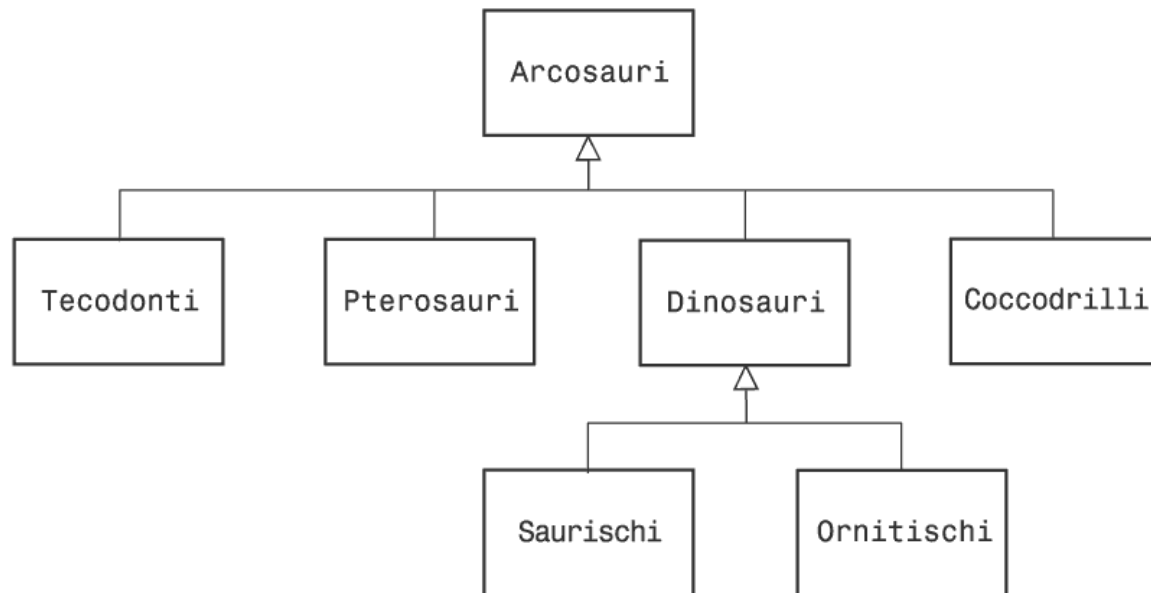 Arcosauri
Tecodonti
Pterosauri
Dinosauri
Coccodrilli
Saurischi
Ornitischi